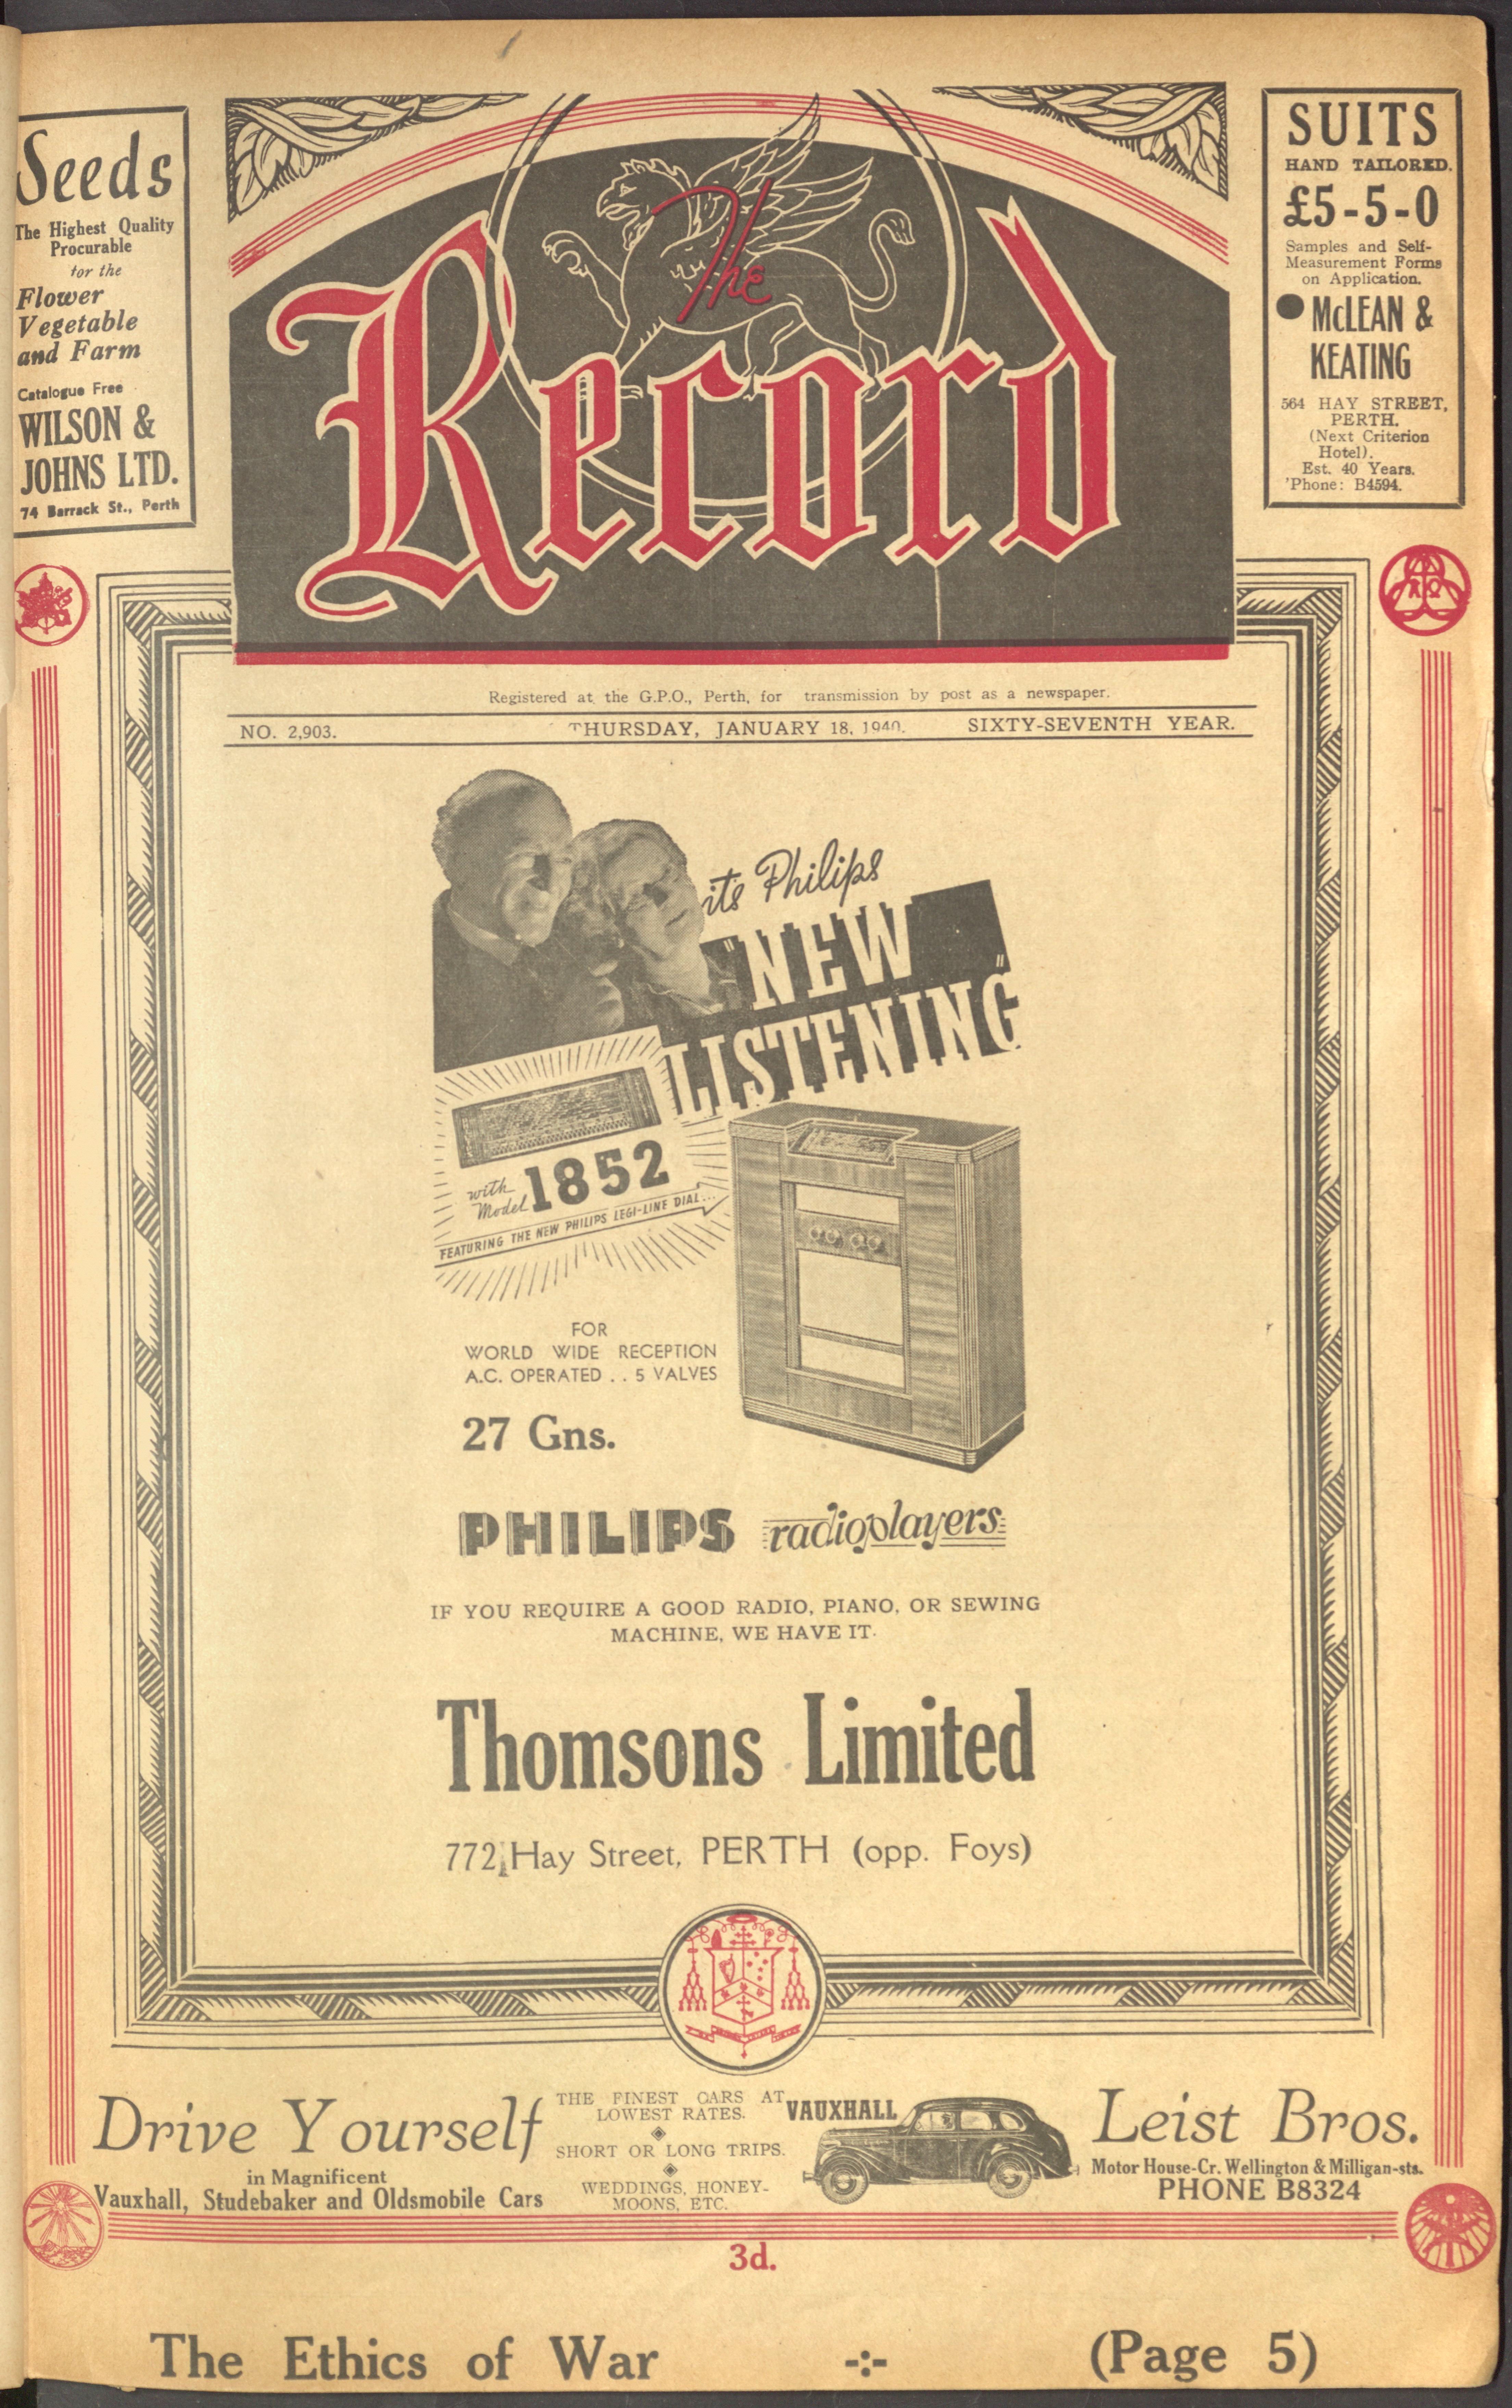 Seeds
The Highest Quality
Procurable
for the
Flower
Vegetable
and Farm
Catalogue Free
WILSON &
JOHNS LTD.
74 Barrack St., Perth
The
Record
SUITS
HAND TAILORED.
£5-5-0
Samples and Self-
Measurement Forms
on Application.
McLEAN &
KEATING
564 HAY STREET,
PERTH.
(Next Criterion
Hotel).
Est. 40 Years.
'Phone: B4594.
Registered at the G.P.O., Perth, for transmission by post as a newspaper.
NO. 2,903. THURSDAY, JANUARY 18, 1940. SIXTY-SEVENTH YEAR.
its Philips
"NEW
LISTENING"
with
Model 1852
FEATURING THE NEW PHILIPS LEGI-LINE DIAL...
FOR
WORLD WIDE RECEPTION
A.C. OPERATED .. 5 VALVES
27 Gns.
PHILIPS radioplayers
IF YOU REQUIRE A GOOD RADIO, PIANO, OR SEWING
MACHINE, WE HAVE IT.
Thomsons Limited
772 Hay Street, PERTH (opp. Foys)
Drive Yourself
in Magnificent
Vauxhall, Studebaker and Oldsmobile Cars
THE FINEST CARS AT
LOWEST RATES.
SHORT OR LONG TRIPS.
WEDDINGS, HONEY-
MOONS, ETC.
VAUXHALL
Leist Bros.
Motor House-Cr. Wellington & Milligan-sts.
PHONE B8324
3d.
The Ethics of War -:- (Page 5)